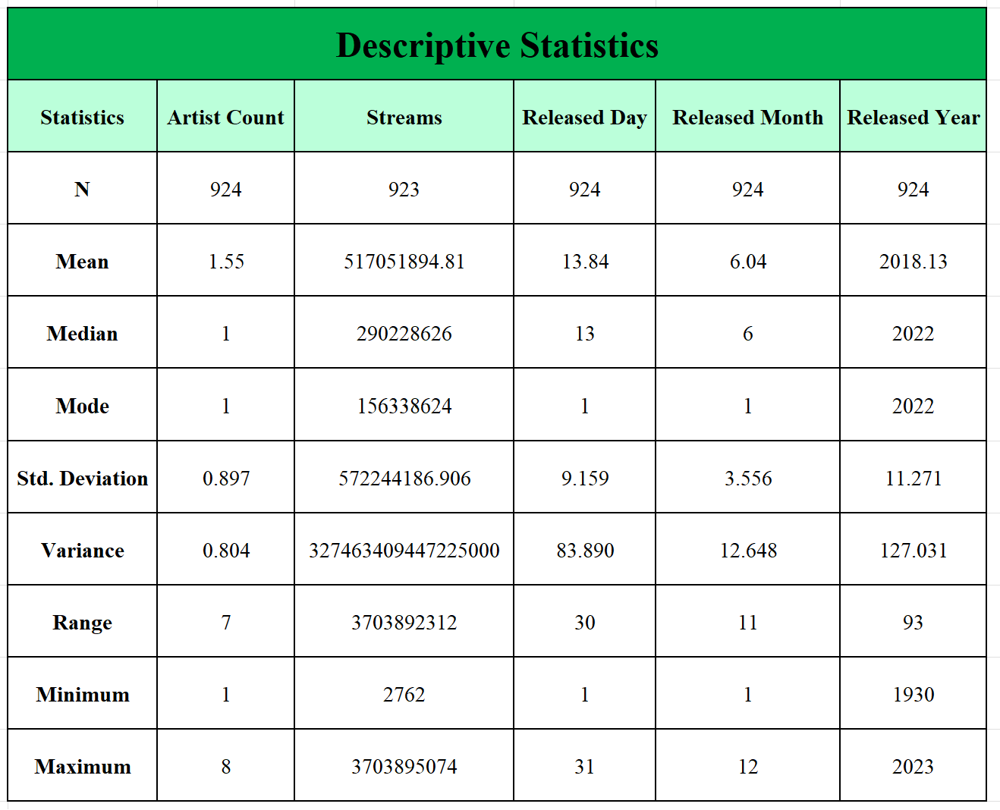 Descriptive Statistics
Statistics Artist Count Streams Released Day Released Month Released Year
N 924 923 924 924 924
Mean 1.55 517051894.81 13.84 6.04 2018.13
Median 1 290228626 13 6 2022
Mode 1 156338624 1 1 2022
Std. Deviation 0.897 572244186.906 9.159 3.556 11.271
Variance 0.804 327463409447225000 83.890 12.648 127.031
Range 7 3703892312 30 11 93
Minimum 1 2762 1 1 1930
Maximum 8 3703895074 31 12 2023